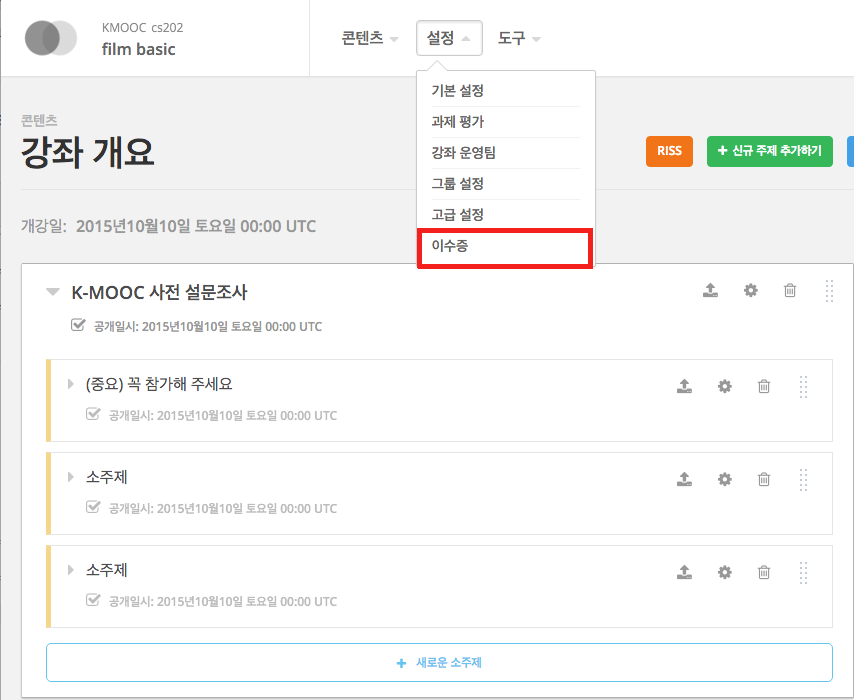 KMOOC cs202
film basic
콘텐츠
설정
도구
기본 설정
과제 평가
강좌 운영팀
그룹 설정
고급 설정
이수증
콘텐츠
강좌 개요
RISS
+ 신규 주제 추가하기
개강일: 2015년10월10일 토요일 00:00 UTC
K-MOOC 사전 설문조사
공개일시: 2015년10월10일 토요일 00:00 UTC
(중요) 꼭 참가해 주세요
공개일시: 2015년10월10일 토요일 00:00 UTC
소주제
공개일시: 2015년10월10일 토요일 00:00 UTC
소주제
공개일시: 2015년10월10일 토요일 00:00 UTC
+ 새로운 소주제